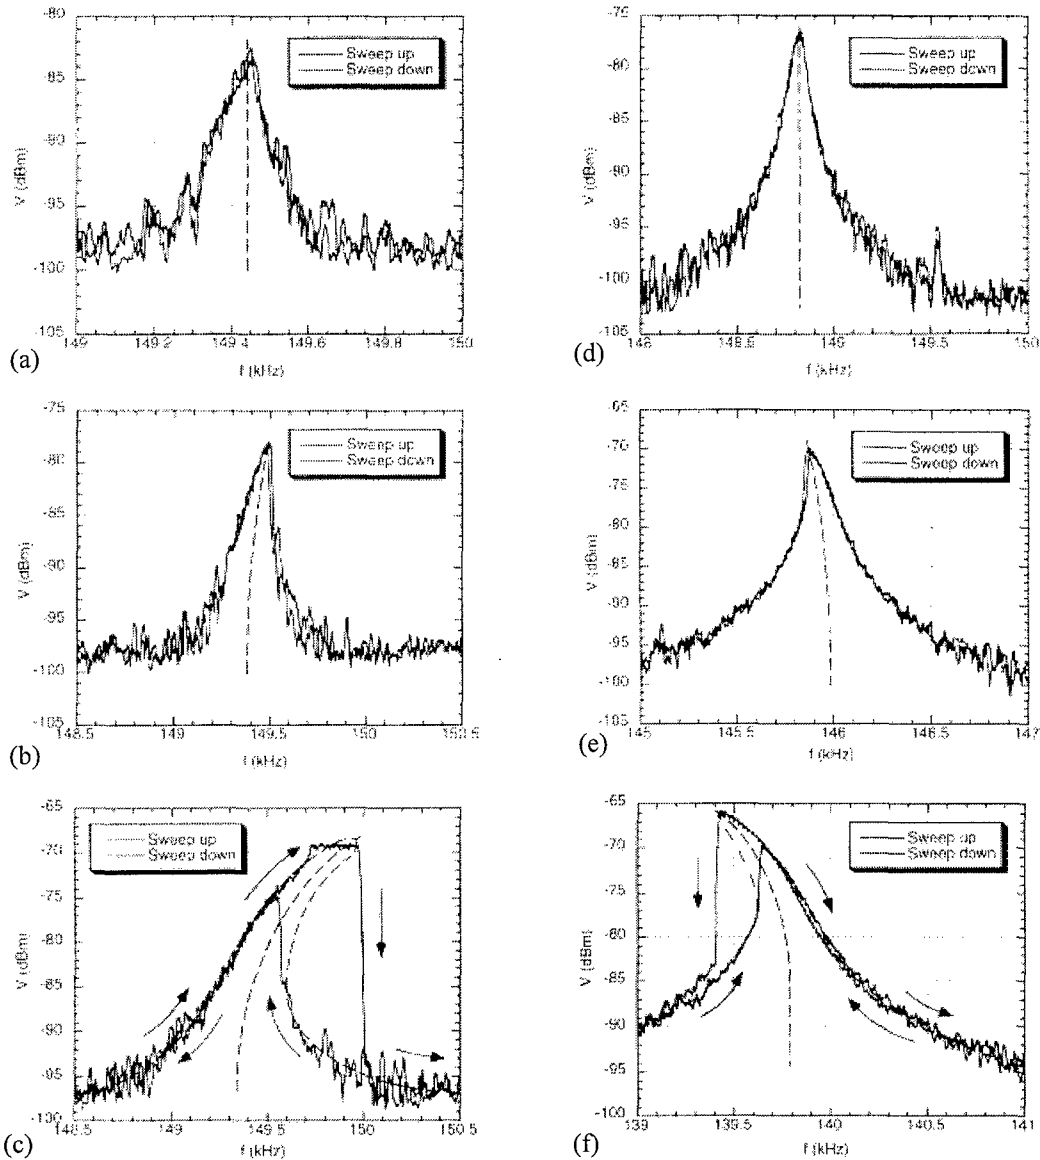 -80
-85
-90
-95
-100
-105
V (dBm)
Sweep up
Sweep down
149
149.2
149.4
149.6
149.8
150
f (kHz)
(a)
-75
-80
-85
-90
-95
-100
-105
V (dBm)
Sweep up
Sweep down
148
148.5
149
149.5
150
f (kHz)
(d)
-75
-80
-85
-90
-95
-100
-105
V (dBm)
Sweep up
Sweep down
148.5
149
149.5
150
150.5
f (kHz)
(b)
-65
-70
-75
-80
-85
-90
-95
-100
-105
V (dBm)
Sweep up
Sweep down
145
145.5
146
146.5
147
f (kHz)
(e)
-65
-70
-75
-80
-85
-90
-95
-100
V (dBm)
Sweep up
Sweep down
148.5
149
149.5
150
150.5
f (kHz)
(c)
-65
-70
-75
-80
-85
-90
-95
-100
V (dBm)
Sweep up
Sweep down
139
139.5
140
140.5
141
f (kHz)
(f)